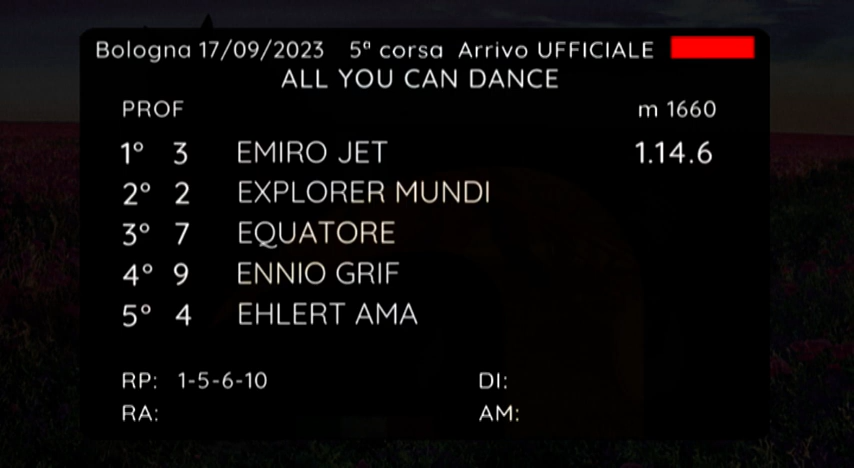 Bologna 17/09/2023 5ª corsa Arrivo UFFICIALE
ALL YOU CAN DANCE
PROF m 1660
1° 3 EMIRO JET 1.14.6
2° 2 EXPLORER MUNDI
3° 7 EQUATORE
4° 9 ENNIO GRIF
5° 4 EHLERT AMA
RP: 1-5-6-10 DI:
RA: AM: